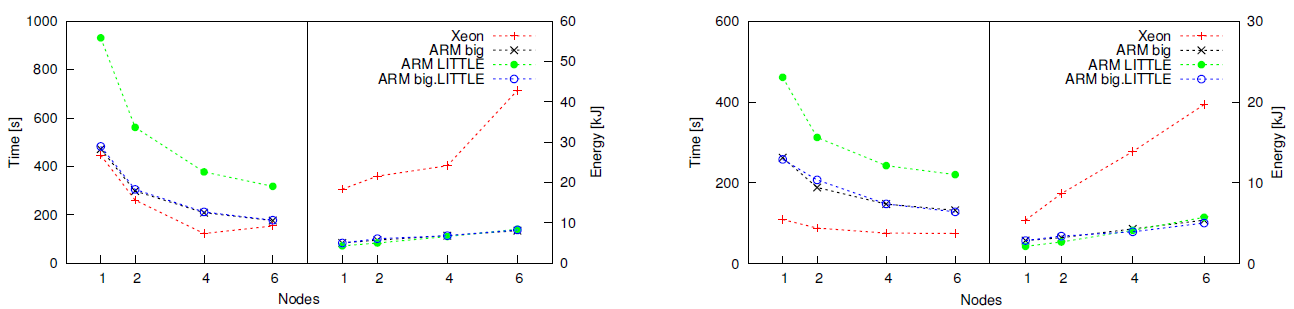 1000
800
600
400
200
0
Time [s]
1 2 4 6 1 2 4 6
Nodes
60
50
40
30
20
10
0
Energy [kJ]
Xeon
ARM big
ARM LITTLE
ARM big.LITTLE
600
400
200
0
Time [s]
1 2 4 6 1 2 4 6
Nodes
30
20
10
0
Energy [kJ]
Xeon
ARM big
ARM LITTLE
ARM big.LITTLE